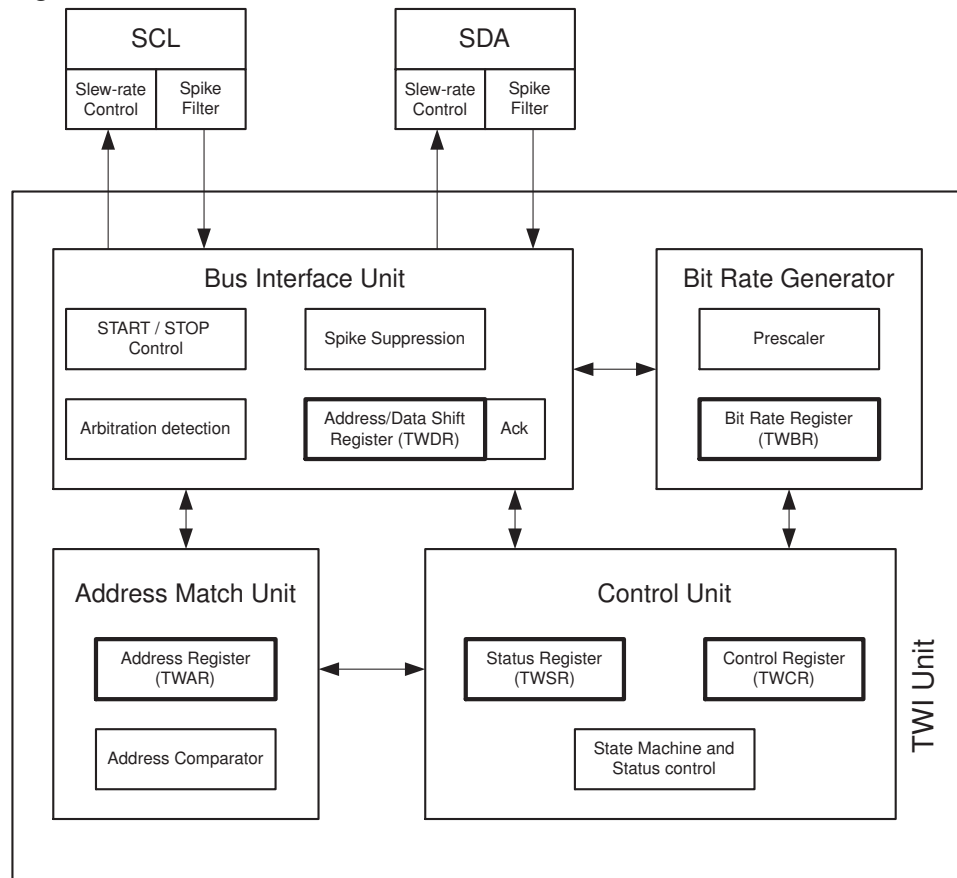 SCL
Slew-rate
Control
Spike
Filter
SDA
Slew-rate
Control
Spike
Filter
Bus Interface Unit
START / STOP
Control
Spike Suppression
Arbitration detection
Address/Data Shift
Register (TWDR)
Ack
Bit Rate Generator
Prescaler
Bit Rate Register
(TWBR)
Address Match Unit
Address Register
(TWAR)
Address Comparator
Control Unit
Status Register
(TWSR)
Control Register
(TWCR)
State Machine and
Status control
TWI Unit